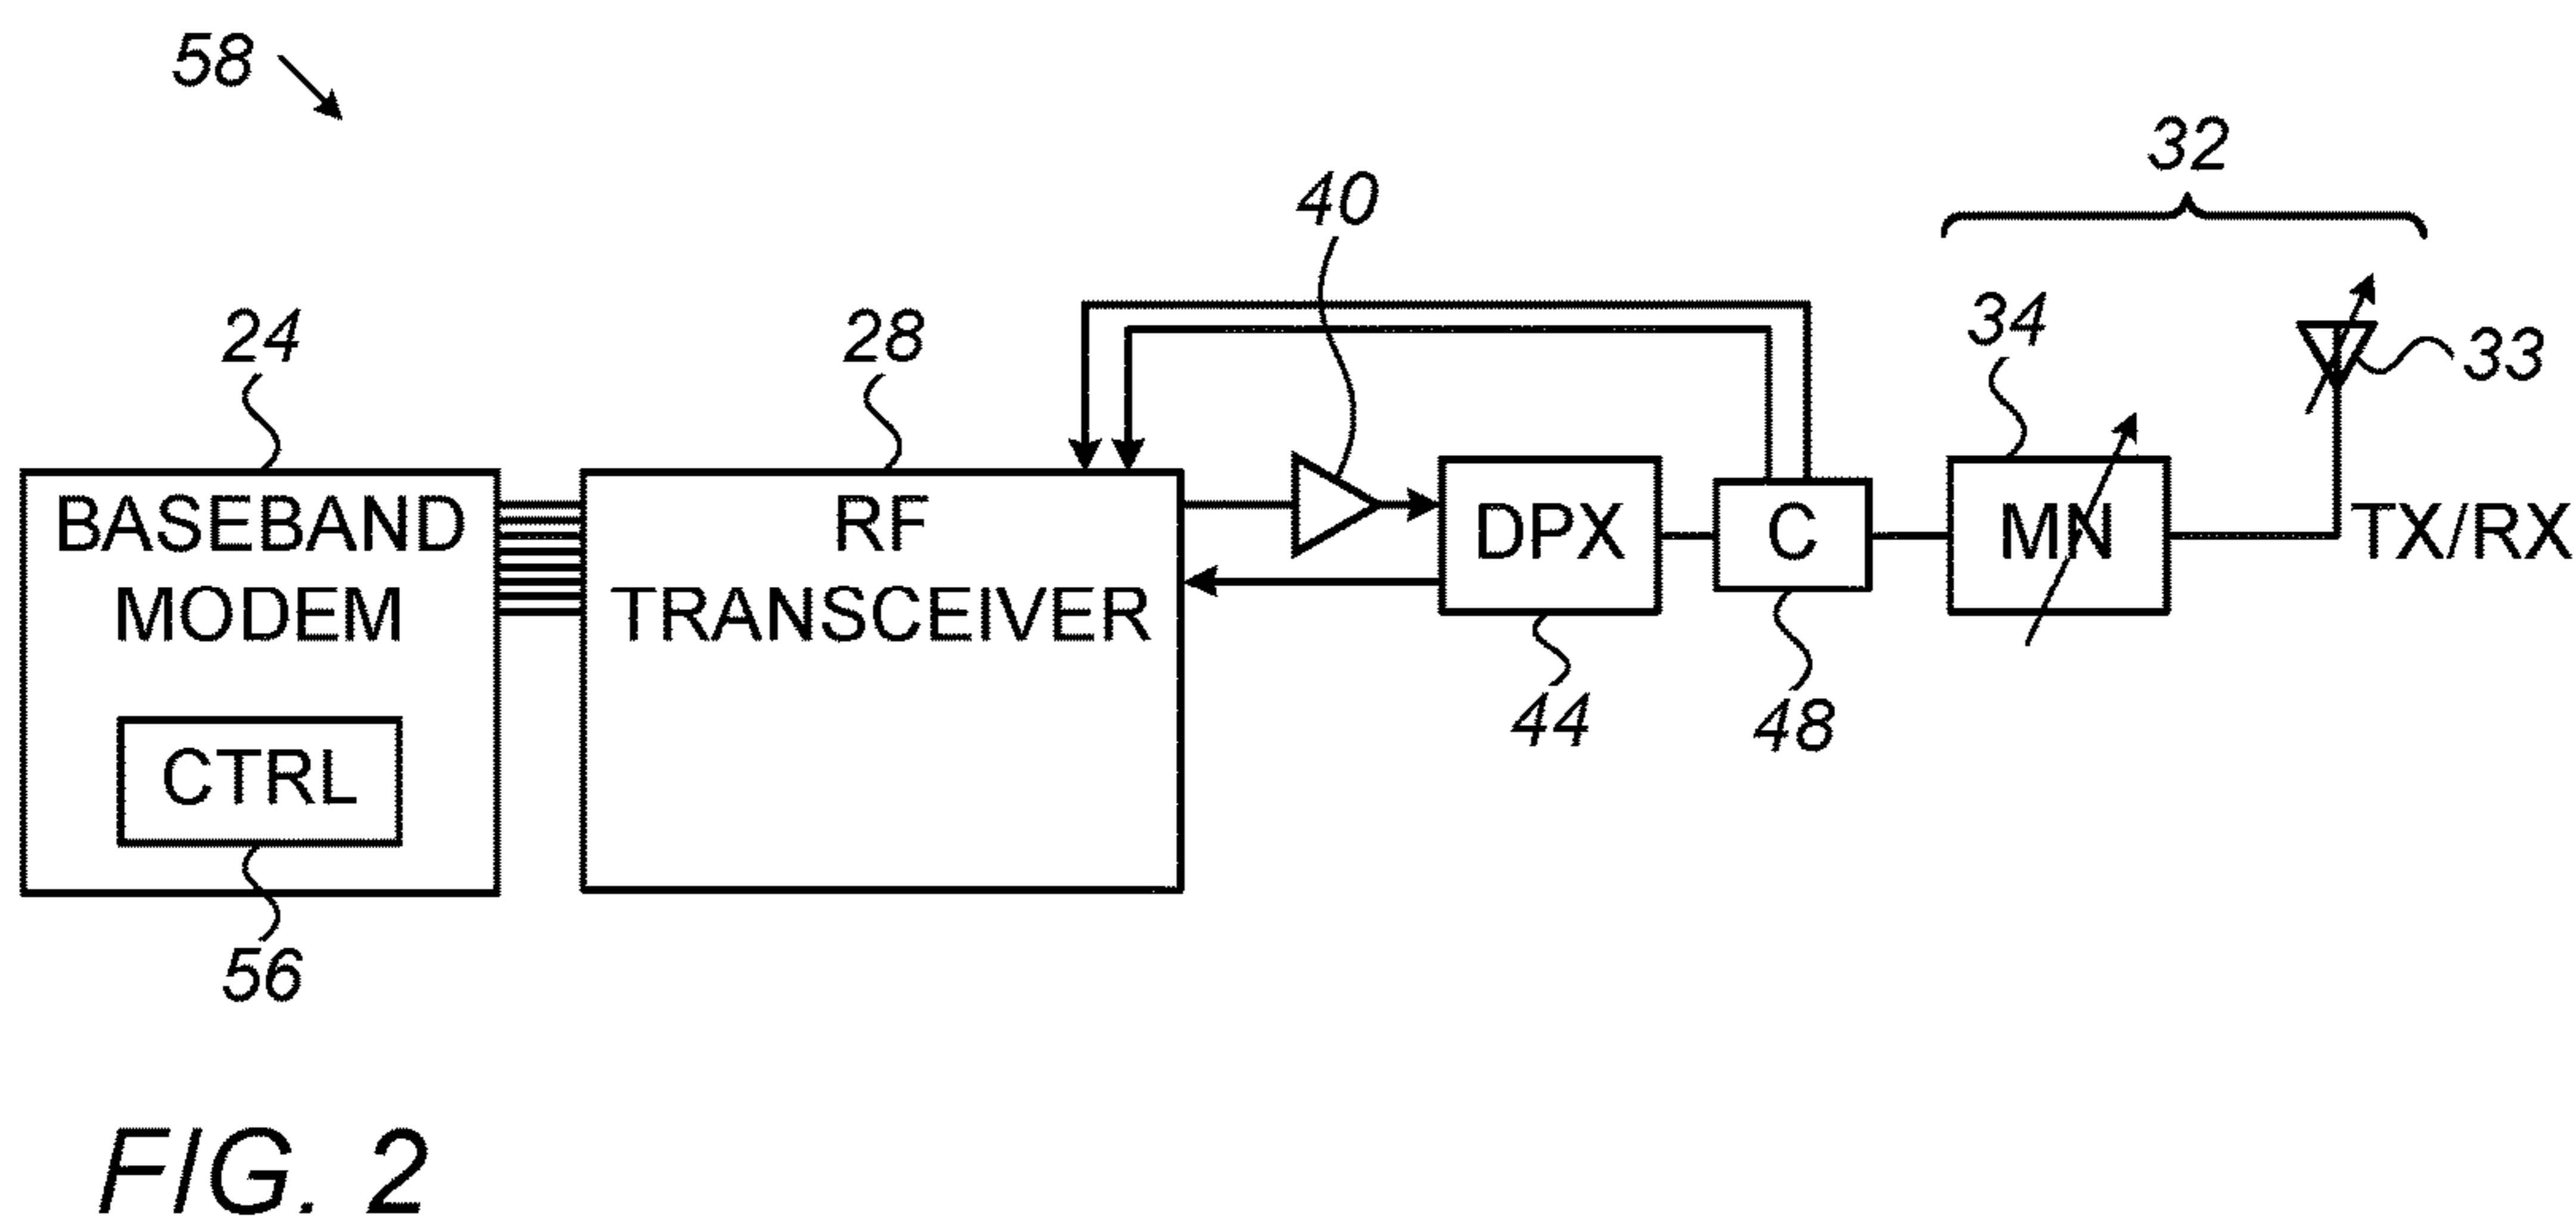 58
32
40
34
24
28
33
BASEBAND
MODEM
RF
TRANSCEIVER
DPX
C
MN
TX/RX
44
48
CTRL
56
FIG. 2